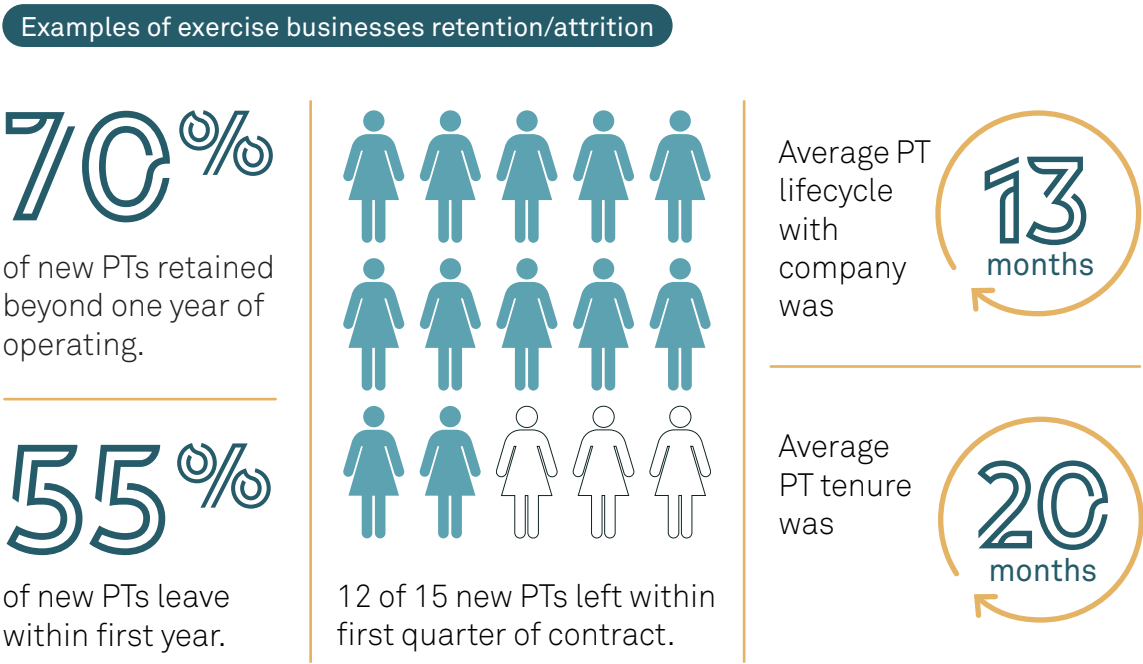 Examples of exercise businesses retention/attrition
70%
of new PTs retained
beyond one year of
operating.
55%
of new PTs leave
within first year.
12 of 15 new PTs left within
first quarter of contract.
Average PT
lifecycle
with
company
was
13
months
Average
PT tenure
was
20
months